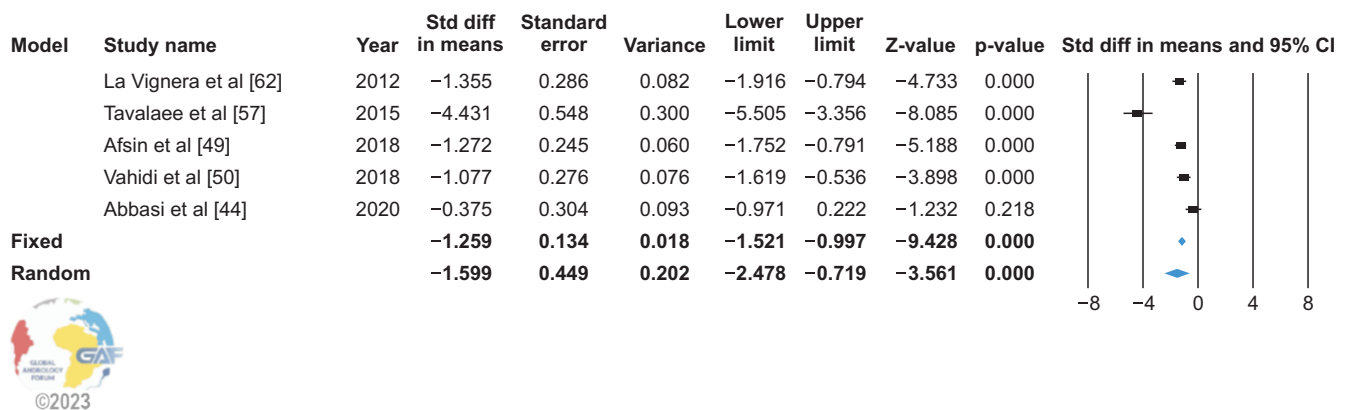 Model Study name Year Std diff in means Standard error Variance Lower limit Upper limit Z-value p-value Std diff in means and 95% CI
La Vignera et al [62] 2012 −1.355 0.286 0.082 −1.916 −0.794 −4.733 0.000
Tavalaee et al [57] 2015 −4.431 0.548 0.300 −5.505 −3.356 −8.085 0.000
Afsin et al [49] 2018 −1.272 0.245 0.060 −1.752 −0.791 −5.188 0.000
Vahidi et al [50] 2018 −1.077 0.276 0.076 −1.619 −0.536 −3.898 0.000
Abbasi et al [44] 2020 −0.375 0.304 0.093 −0.971 0.222 −1.232 0.218
Fixed −1.259 0.134 0.018 −1.521 −0.997 −9.428 0.000
Random −1.599 0.449 0.202 −2.478 −0.719 −3.561 0.000
−8 −4 0 4 8
GLOBAL
ANDROLOGY
FORUM
GAF
©2023